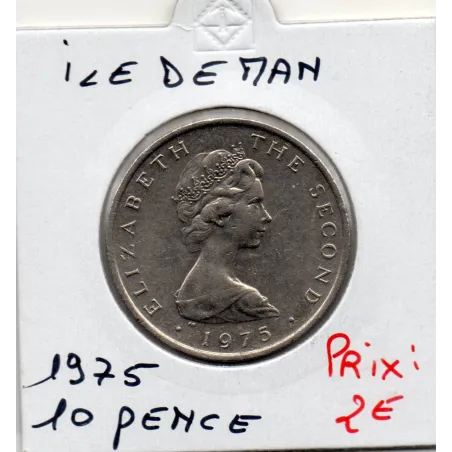 iLE DE MAN
ELIZABETH THE SECOND
· 1975 ·
1975
10 PENCE
PRix:
2€